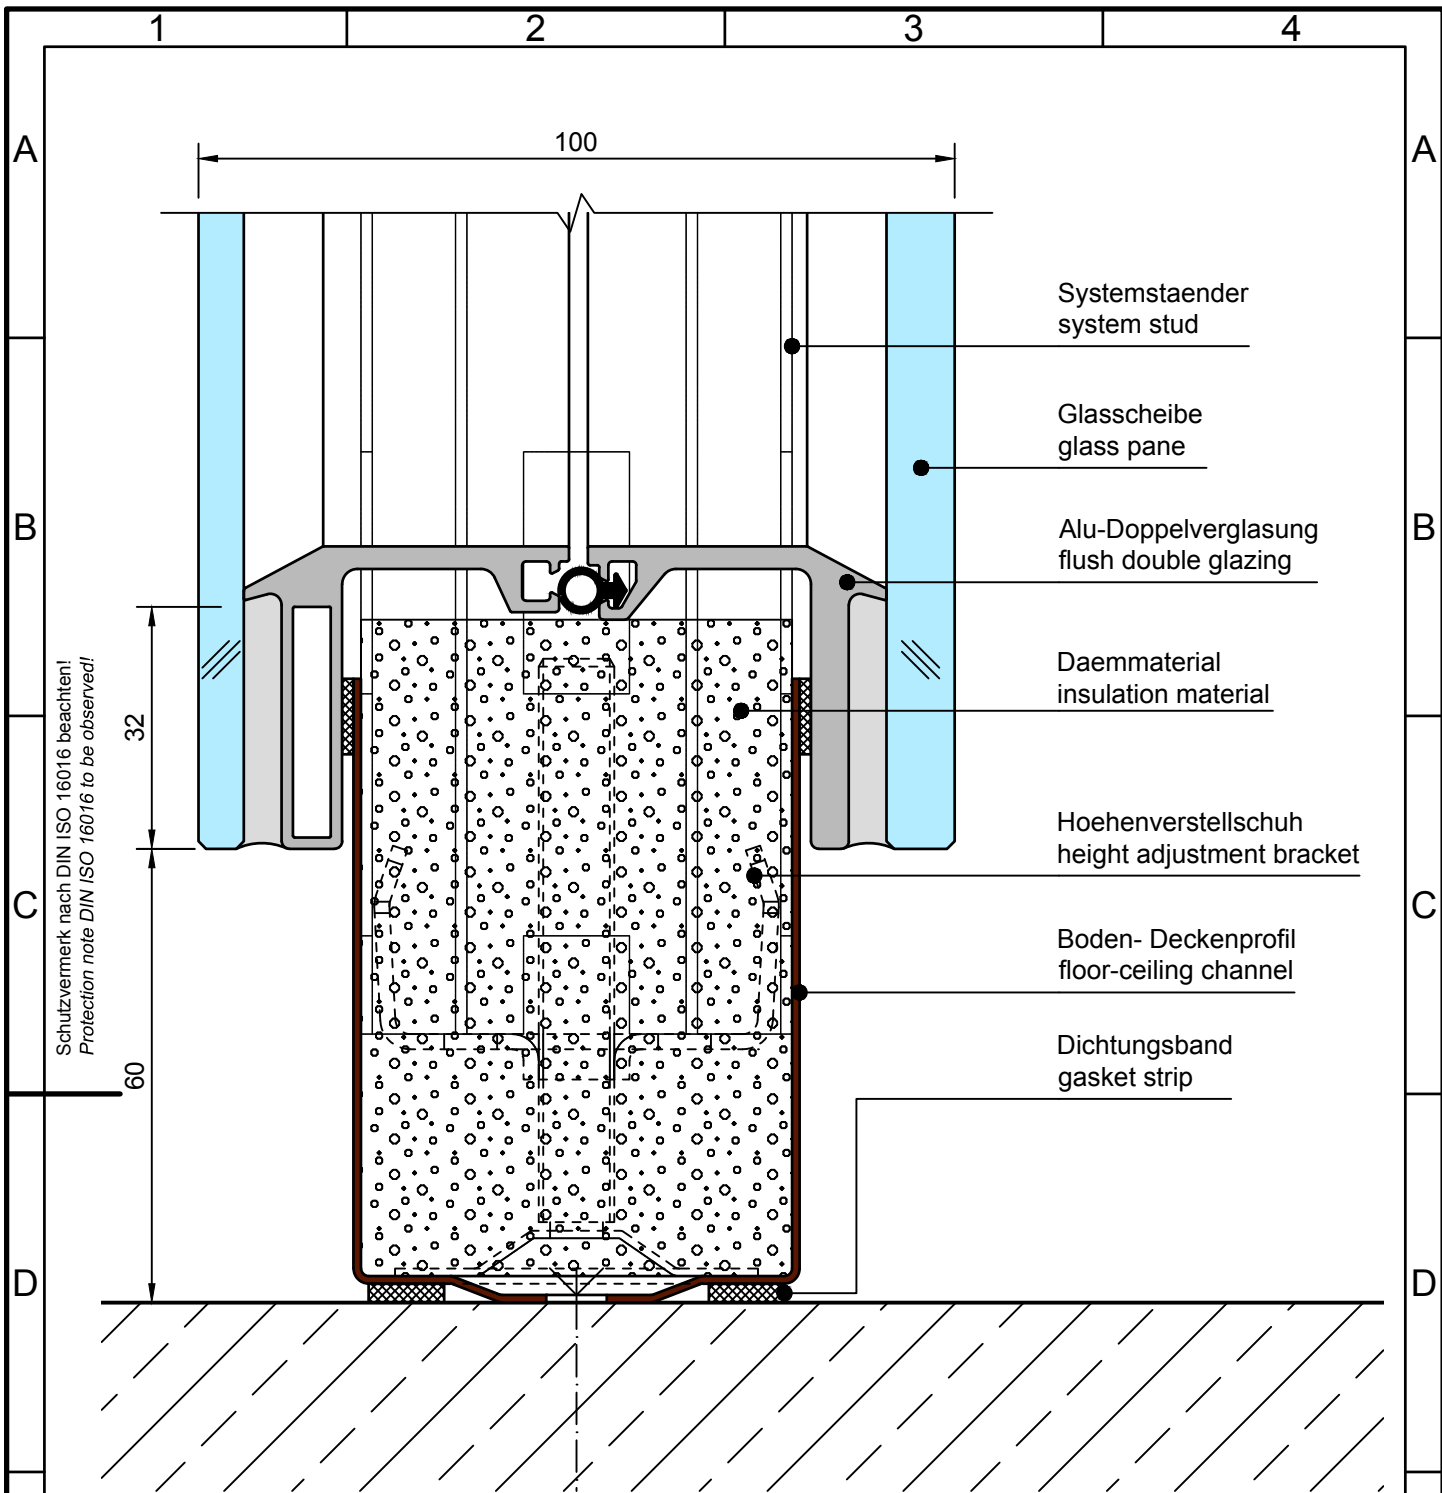 1 2 3 4
A A
100
Systemstaender
system stud
Glasscheibe
glass pane
B B
Alu-Doppelverglasung
flush double glazing
Daemmaterial
insulation material
32
Schutzvermerk nach DIN ISO 16016 beachten!
Protection note DIN ISO 16016 to be observed!
Hoehenverstellschuh
height adjustment bracket
C C
Boden- Deckenprofil
floor-ceiling channel
60
Dichtungsband
gasket strip
D D